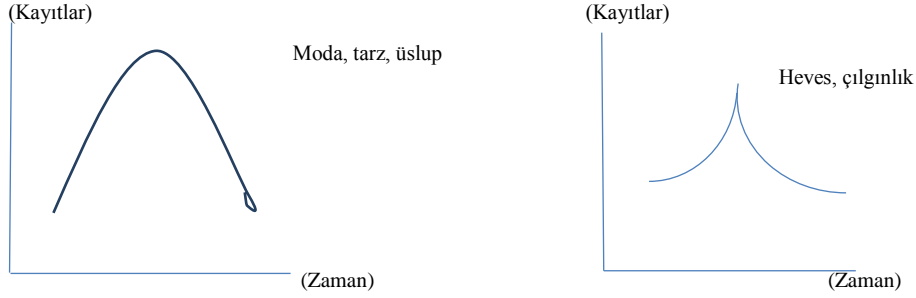 (Kayıtlar)
Moda, tarz, üslup
(Zaman)
(Kayıtlar)
Heves, çılgınlık
(Zaman)